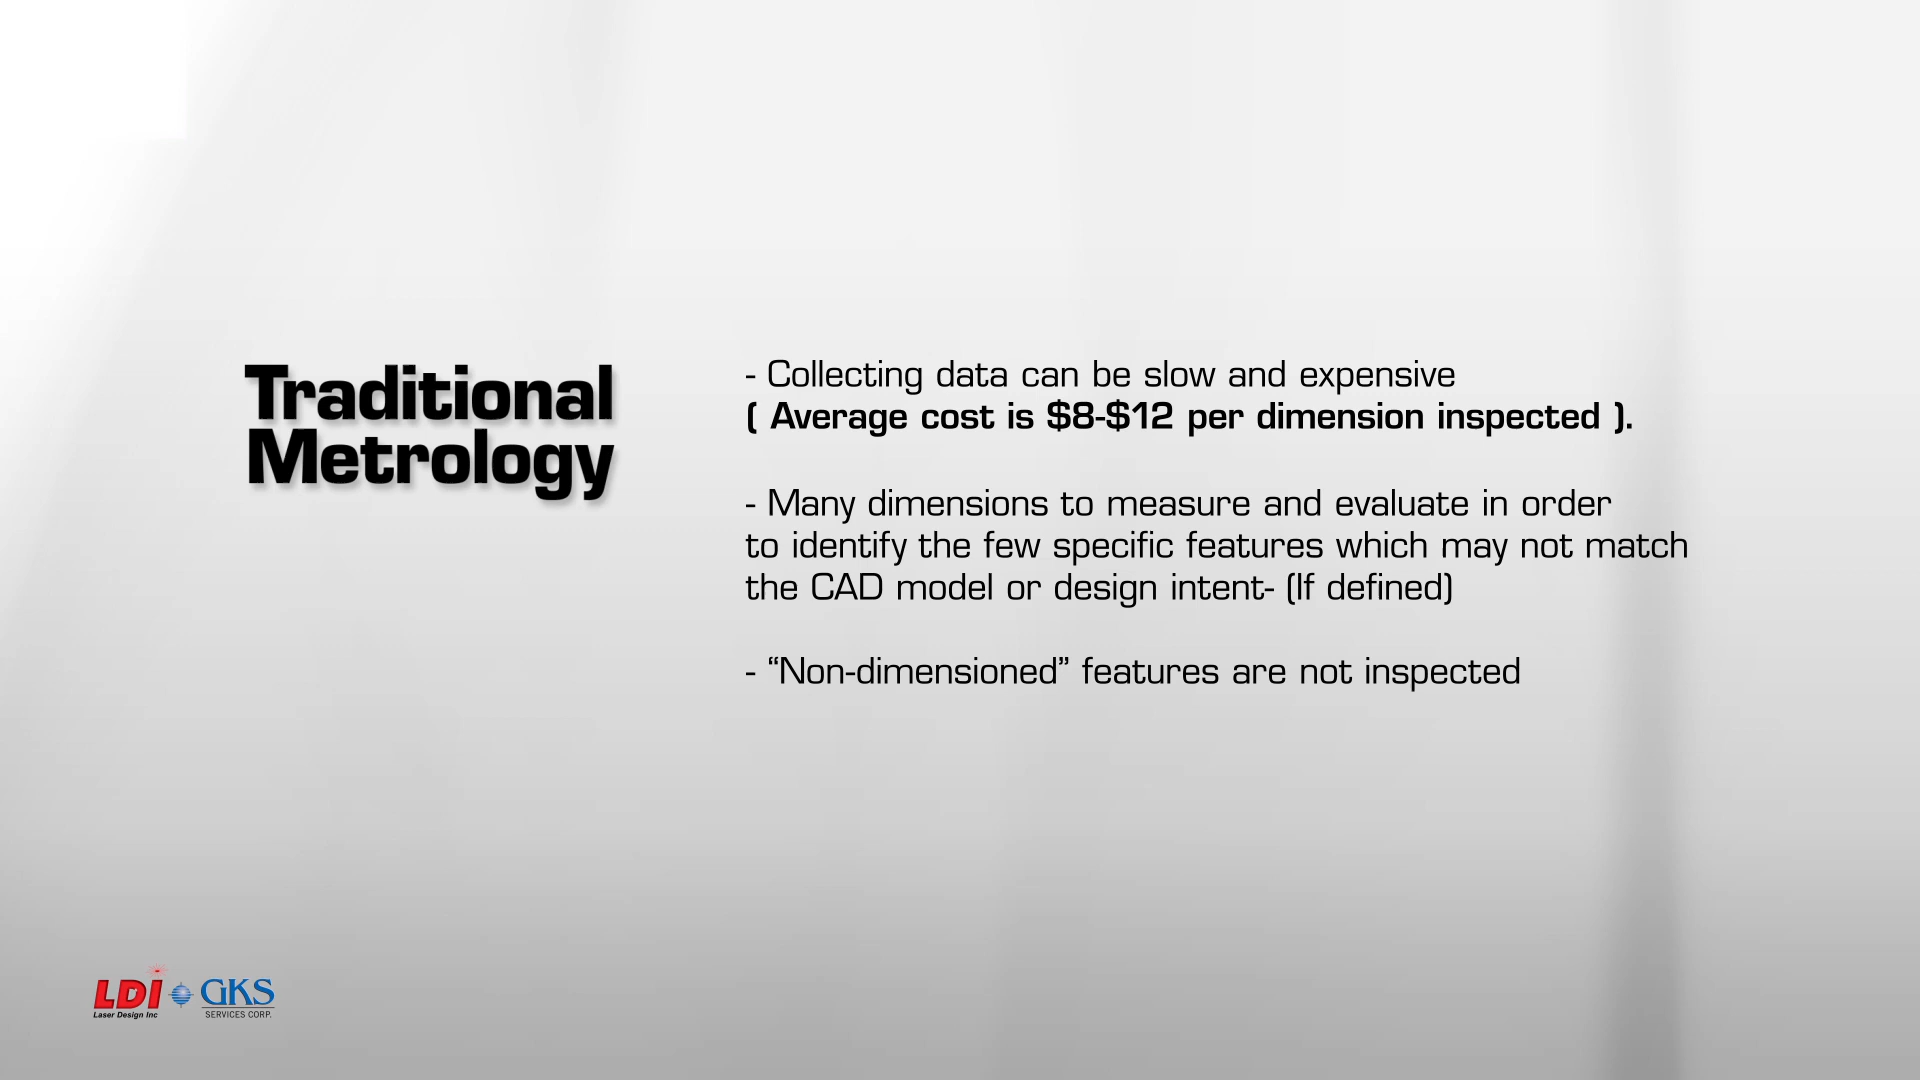 Traditional
Metrology
- Collecting data can be slow and expensive
( Average cost is $8-$12 per dimension inspected ).
- Many dimensions to measure and evaluate in order
to identify the few specific features which may not match
the CAD model or design intent- (If defined)
- “Non-dimensioned” features are not inspected
LDI
Laser Design Inc
GKS
SERVICES CORP.